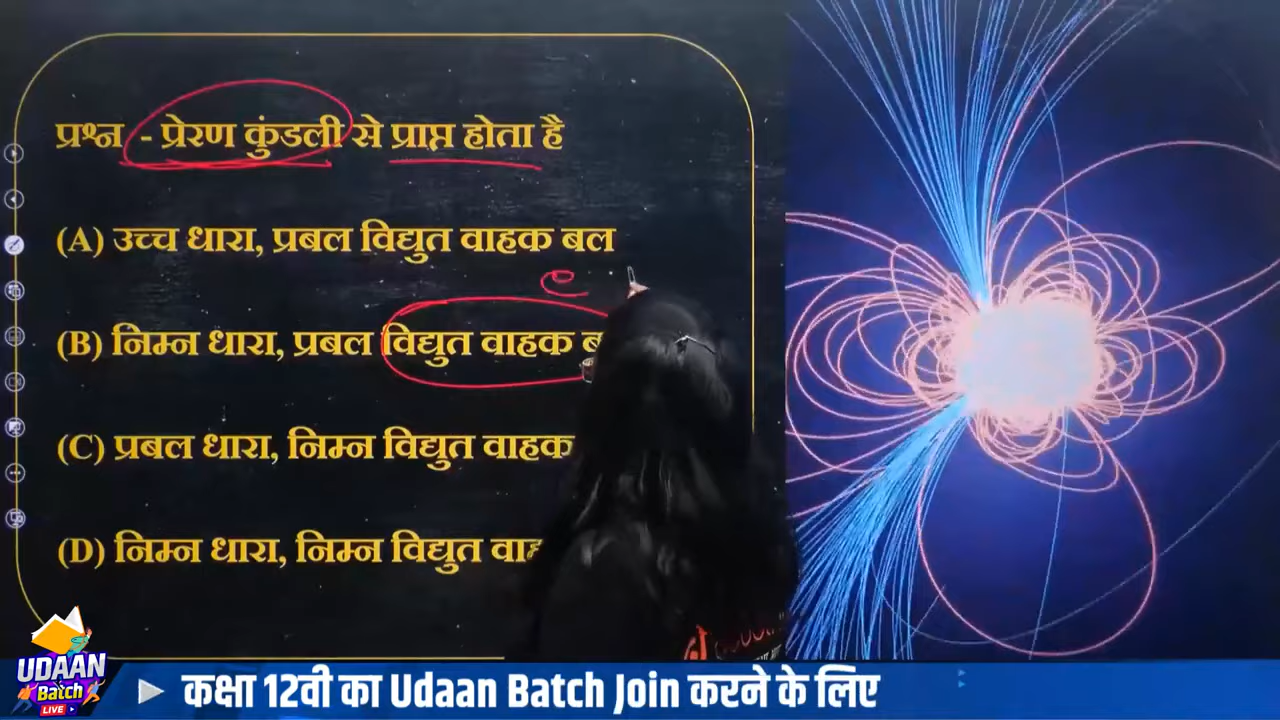 प्रश्न - प्रेरण कुंडली से प्राप्त होता है
(A) उच्च धारा, प्रबल विद्युत वाहक बल
e
(B) निम्न धारा, प्रबल विद्युत वाहक
(C) प्रबल धारा, निम्न विद्युत वाहक
(D) निम्न धारा, निम्न विद्युत
UDAAN
Batch
LIVE
कक्षा 12वी का Udaan Batch Join करने के लिए